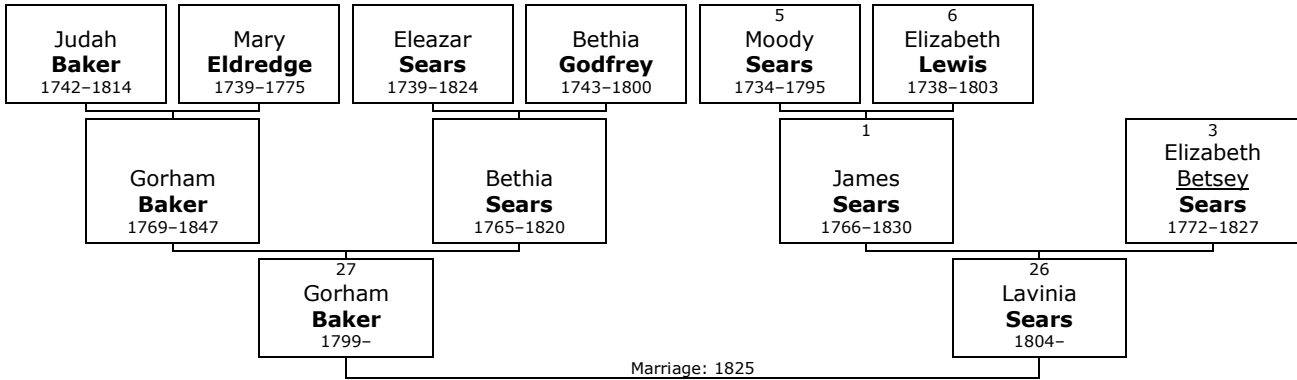 Judah
Baker
1742–1814
Mary
Eldredge
1739–1775
Eleazar
Sears
1739–1824
Bethia
Godfrey
1743–1800
5
Moody
Sears
1734–1795
6
Elizabeth
Lewis
1738–1803
Gorham
Baker
1769–1847
Bethia
Sears
1765–1820
1
James
Sears
1766–1830
3
Elizabeth
Betsey
Sears
1772–1827
27
Gorham
Baker
1799–
26
Lavinia
Sears
1804–
Marriage: 1825